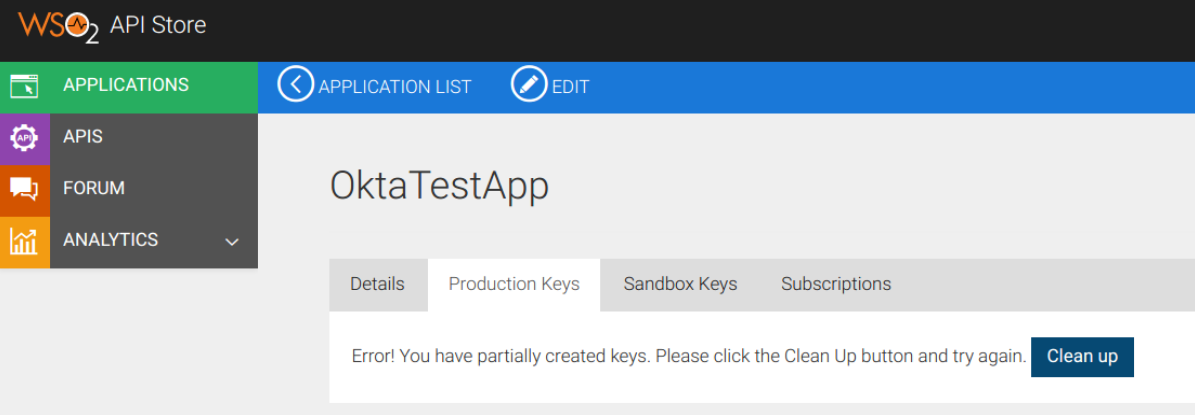 WSO2 API Store
APPLICATIONS
APPLICATION LIST
EDIT
API
APIS
FORUM
ANALYTICS
OktaTestApp
Details
Production Keys
Sandbox Keys
Subscriptions
Error! You have partially created keys. Please click the Clean Up button and try again.
Clean up